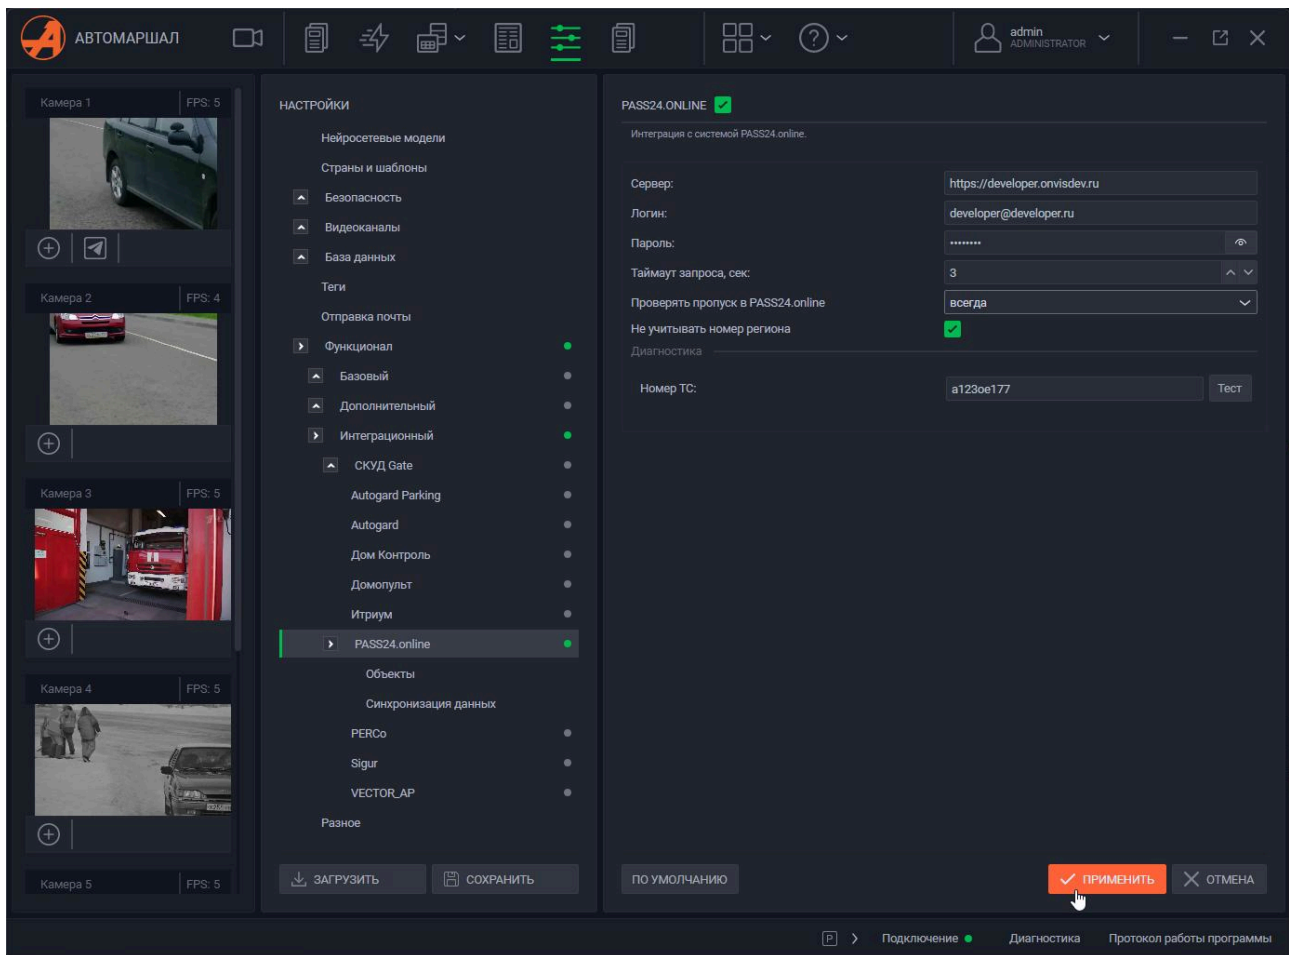 АВТОМАРШАЛ
admin
ADMINISTRATOR
Камера 1 FPS: 5
Камера 2 FPS: 4
Камера 3 FPS: 5
Камера 4 FPS: 5
Камера 5 FPS: 5
НАСТРОЙКИ
Нейросетевые модели
Страны и шаблоны
Безопасность
Видеоканалы
База данных
Теги
Отправка почты
Функционал
Базовый
Дополнительный
Интеграционный
СКУД Gate
Autogard Parking
Autogard
Дом Контроль
Домопульт
Итриум
PASS24.online
Объекты
Синхронизация данных
PERCo
Sigur
VECTOR_AP
Разное
ЗАГРУЗИТЬ СОХРАНИТЬ
PASS24.ONLINE
Интеграция с системой PASS24.online.
Сервер: https://developer.onvisdev.ru
Логин: developer@developer.ru
Пароль: ••••••••
Таймаут запроса, сек: 3
Проверять пропуск в PASS24.online всегда
Не учитывать номер региона
Диагностика
Номер ТС: а123ое177 Тест
ПО УМОЛЧАНИЮ ПРИМЕНИТЬ ОТМЕНА
P Подключение Диагностика Протокол работы программы